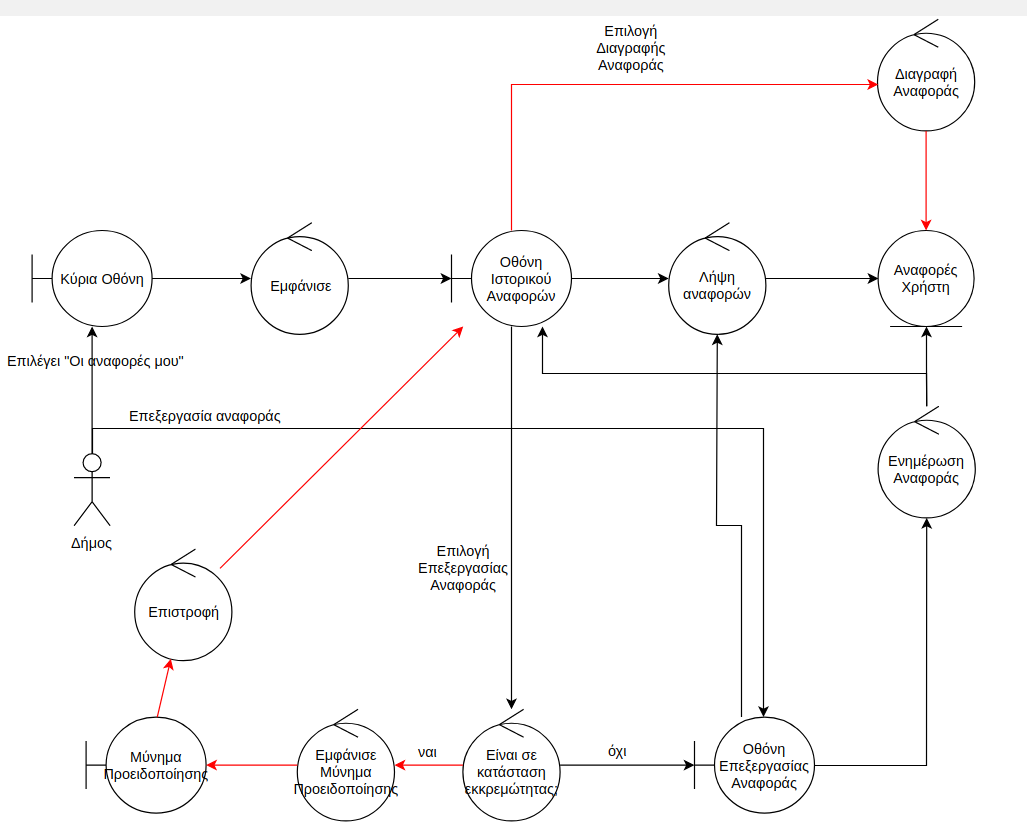 Επιλογή
Διαγραφής
Αναφοράς
Διαγραφή
Αναφοράς
Κύρια Οθόνη
Εμφάνισε
Οθόνη
Ιστορικού
Αναφορών
Λήψη
αναφορών
Αναφορές
Χρήστη
Επιλέγει "Οι αναφορές μου"
Επεξεργασία αναφοράς
Δήμος
Ενημέρωση
Αναφοράς
Επιλογή
Επεξεργασίας
Αναφοράς
Επιστροφή
Μύνημα
Προειδοποίησης
Εμφάνισε
Μύνημα
Προειδοποίησης
ναι
Είναι σε
κατάσταση
εκκρεμώτητας;
όχι
Οθόνη
Επεξεργασίας
Αναφοράς